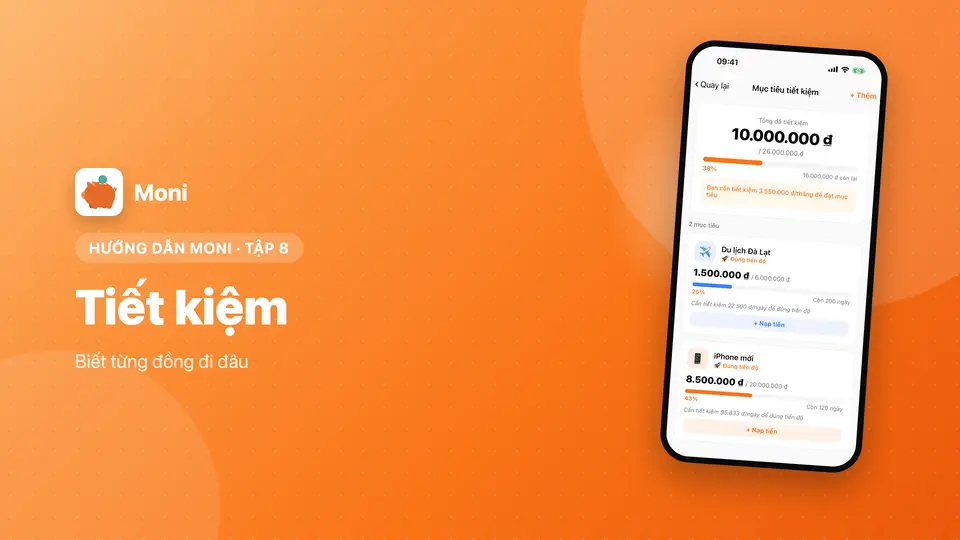 Moni
HƯỚNG DẪN MONI · TẬP 8
Tiết kiệm
Biết từng đồng đi đâu
09:41
‹ Quay lại
Mục tiêu tiết kiệm
+ Thêm
Tổng đã tiết kiệm
10.000.000 ₫
/ 26.000.000 ₫
38%
16.000.000 ₫ còn lại
Bạn cần tiết kiệm 3.550.000 ₫/tháng để đạt mục
tiêu
2 mục tiêu
Du lịch Đà Lạt
🚀 Đúng tiến độ
1.500.000 ₫ / 6.000.000 ₫
25%
Còn 200 ngày
Cần tiết kiệm 22.500 ₫/ngày để đúng tiến độ
+ Nạp tiền
iPhone mới
🚀 Đúng tiến độ
8.500.000 ₫ / 20.000.000 ₫
43%
Còn 120 ngày
Cần tiết kiệm 95.833 ₫/ngày để đúng tiến độ
+ Nạp tiền